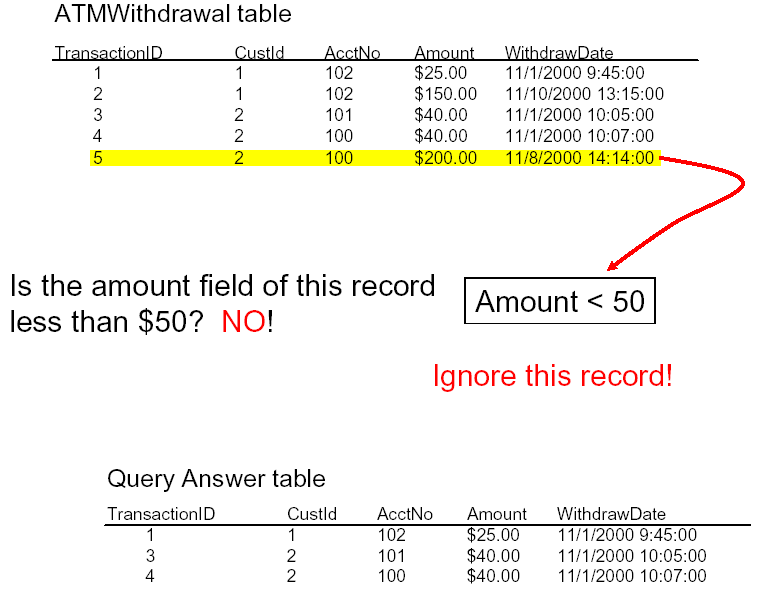 ATMWithdrawal table
TransactionID CustId AcctNo Amount WithdrawDate
1 1 102 $25.00 11/1/2000 9:45:00
2 1 102 $150.00 11/10/2000 13:15:00
3 2 101 $40.00 11/1/2000 10:05:00
4 2 100 $40.00 11/1/2000 10:07:00
5 2 100 $200.00 11/8/2000 14:14:00
Is the amount field of this record
less than $50? NO!
Amount < 50
Ignore this record!
Query Answer table
TransactionID CustId AcctNo Amount WithdrawDate
1 1 102 $25.00 11/1/2000 9:45:00
3 2 101 $40.00 11/1/2000 10:05:00
4 2 100 $40.00 11/1/2000 10:07:00